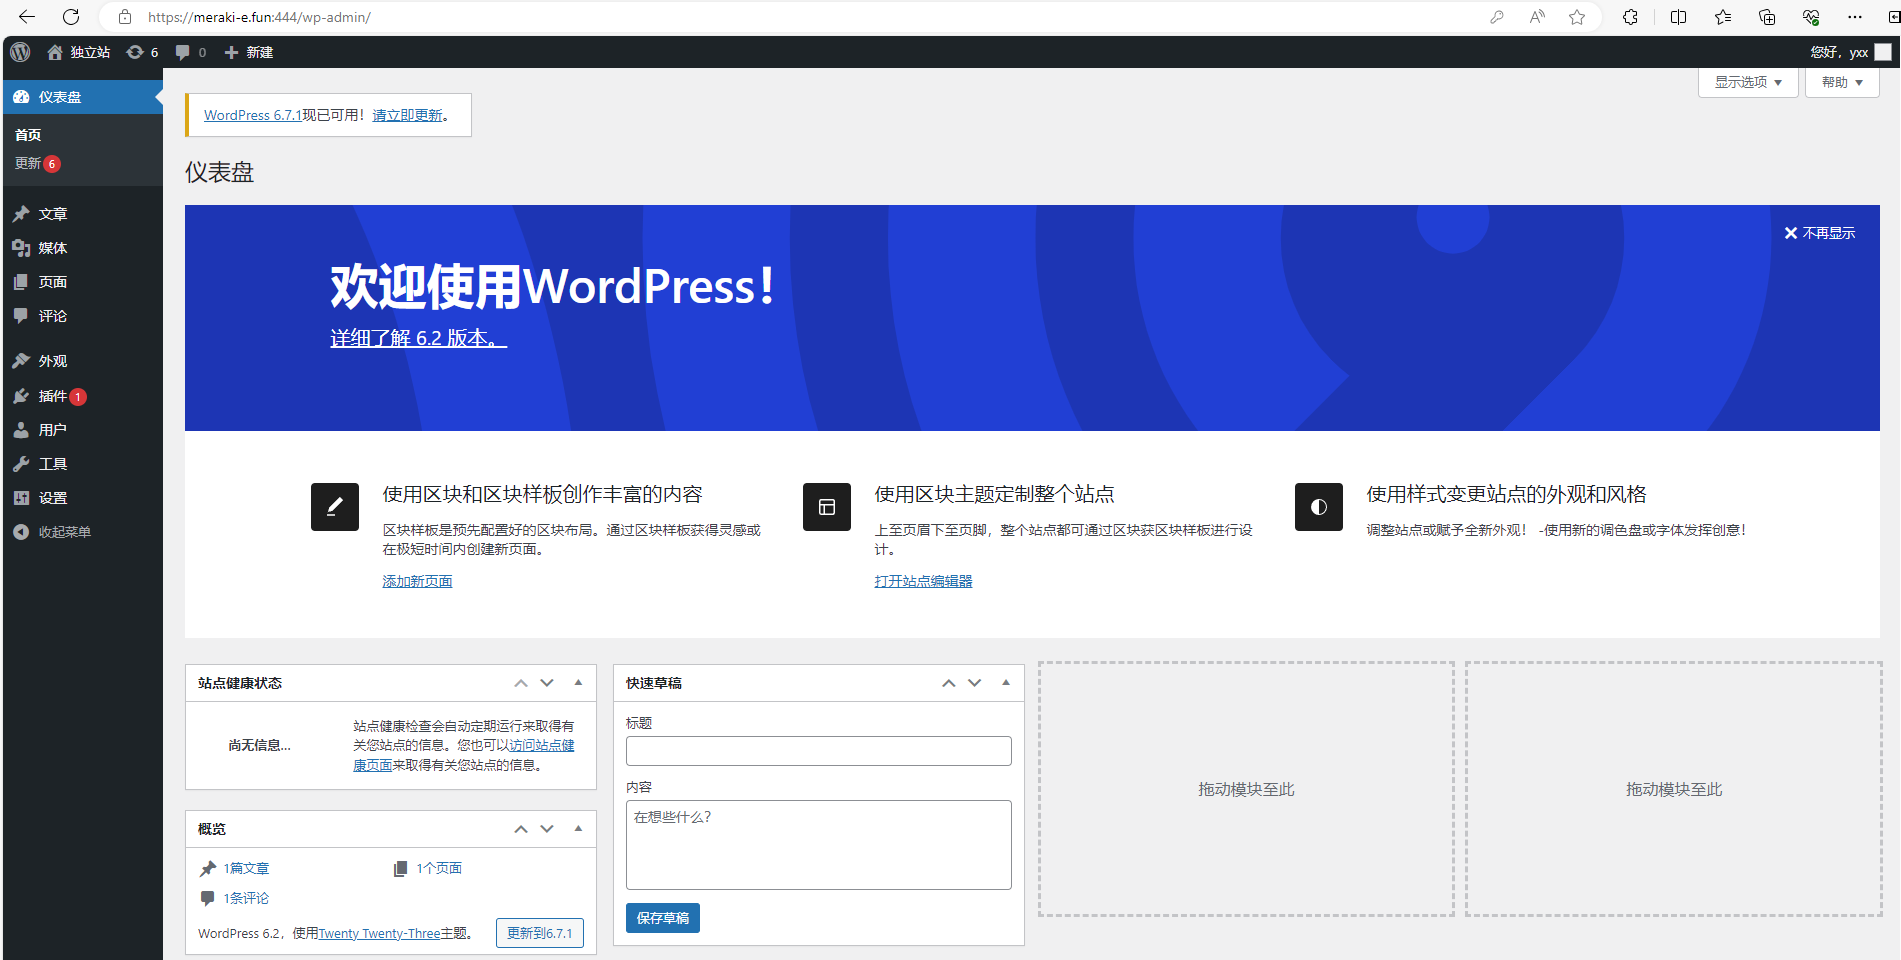 https://meraki-e.fun:444/wp-admin/
独立站 6 0 新建
您好，yxx
仪表盘
首页
更新 6
文章
媒体
页面
评论
外观
插件 1
用户
工具
设置
收起菜单
显示选项
帮助
WordPress 6.7.1现已可用！请立即更新。
仪表盘
不再显示
欢迎使用WordPress！
详细了解 6.2 版本。
使用区块和区块样板创作丰富的内容
区块样板是预先配置好的区块布局。通过区块样板获得灵感或
在极短时间内创建新页面。
添加新页面
使用区块主题定制整个站点
上至页眉下至页脚，整个站点都可通过区块获区块样板进行设
计。
打开站点编辑器
使用样式变更站点的外观和风格
调整站点或赋予全新外观！ -使用新的调色盘或字体发挥创意！
站点健康状态
尚无信息...
站点健康检查会自动定期运行来取得有
关您站点的信息。您也可以访问站点健
康页面来取得有关您站点的信息。
概览
1篇文章
1个页面
1条评论
WordPress 6.2，使用Twenty Twenty-Three主题。
更新到6.7.1
快速草稿
标题
内容
在想些什么？
保存草稿
拖动模块至此
拖动模块至此